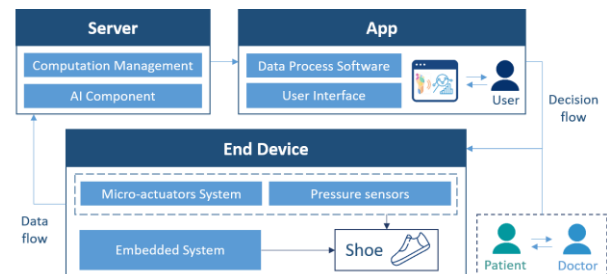 Server
App
Computation Management
AI Component
Data Process Software
User Interface
User
Decision
flow
End Device
Micro-actuators System
Pressure sensors
Data
flow
Embedded System
Shoe
Patient
Doctor